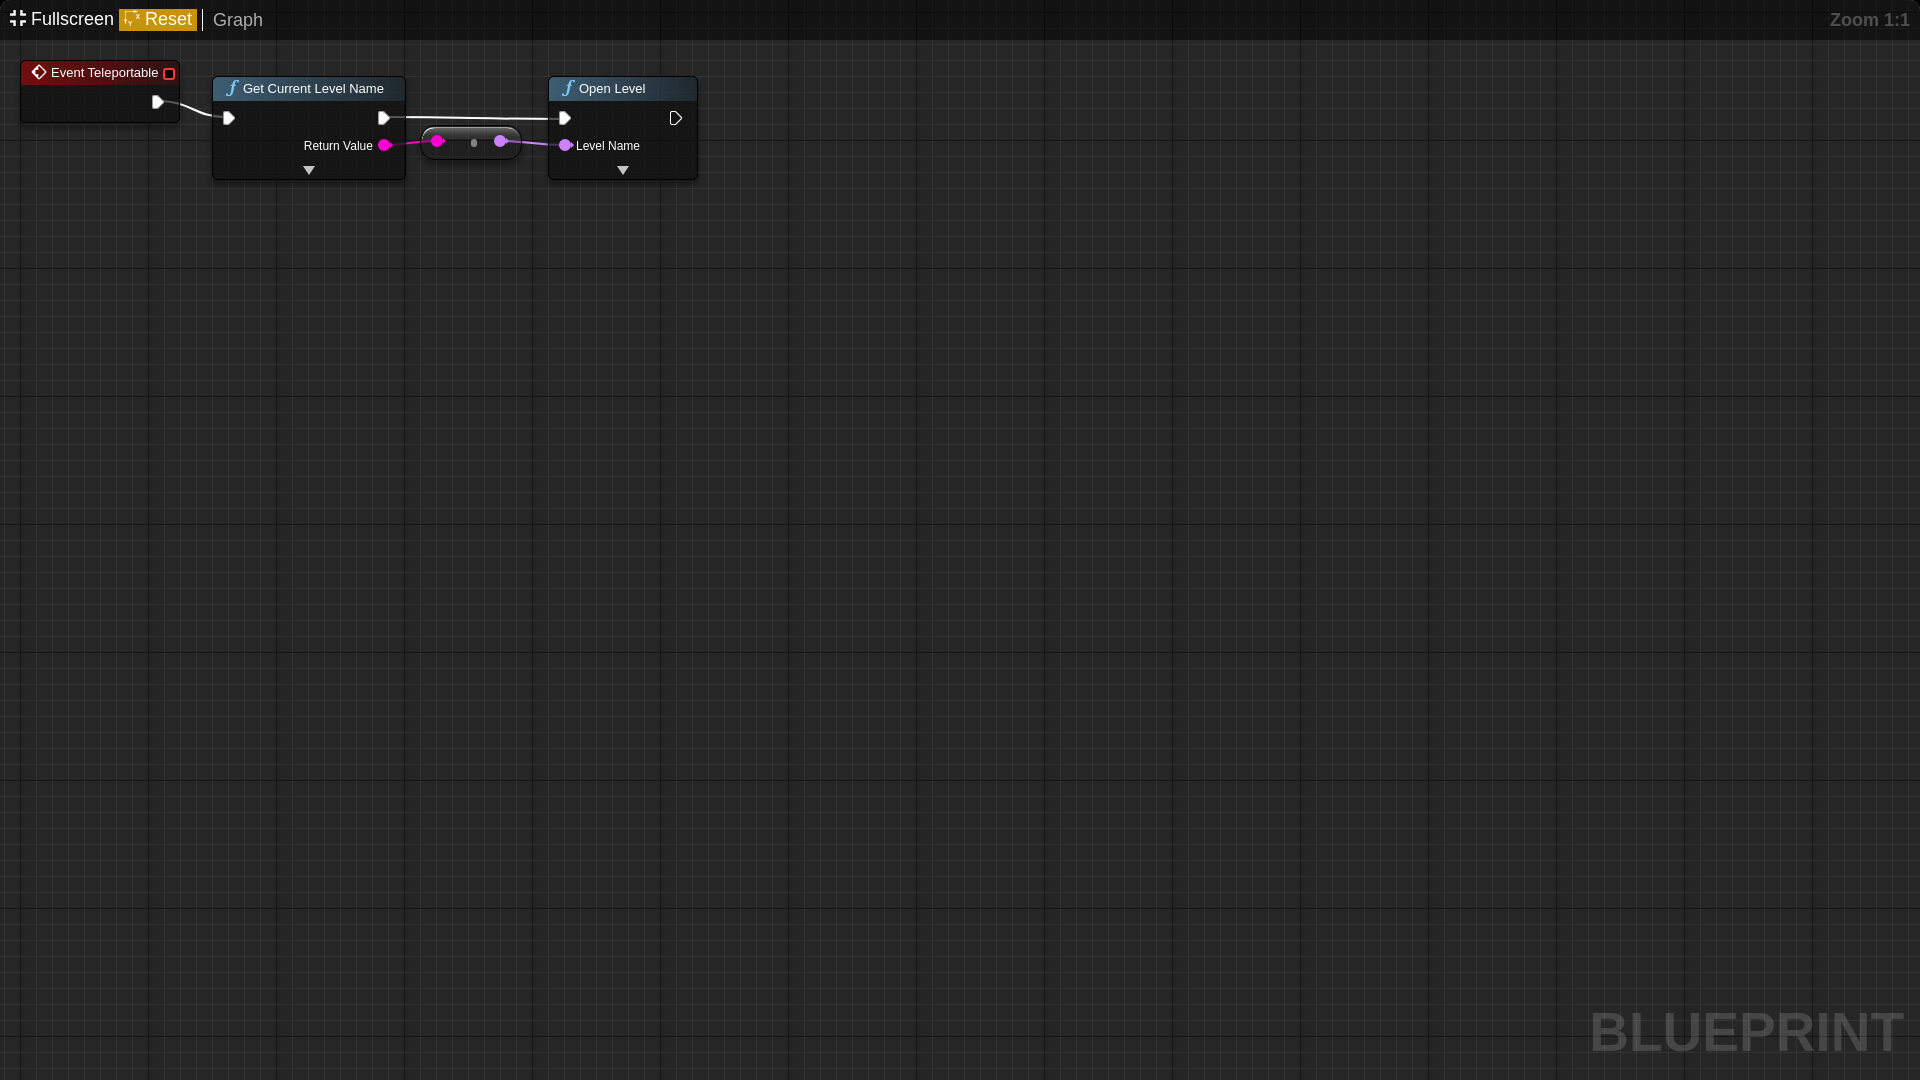 Fullscreen Reset Graph Zoom 1:1
Event Teleportable
Get Current Level Name
Open Level
Return Value
Level Name
BLUEPRINT